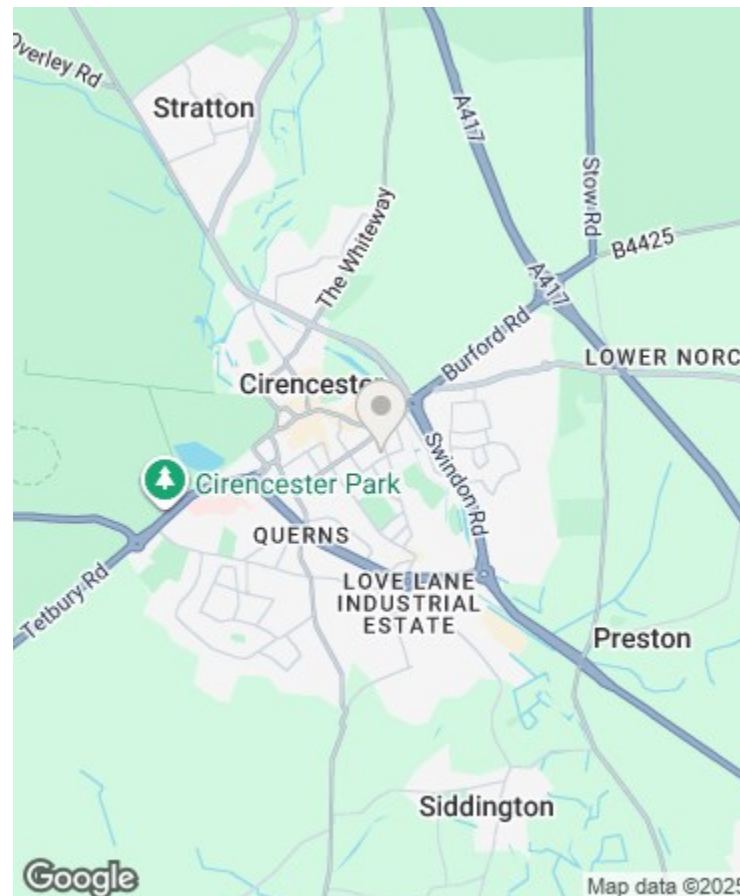 Overley Rd
Stratton
A417
Stow Rd
The Whiteway
B4425
A417
Burford Rd
LOWER NORC
Cirencester
Swindon Rd
Cirencester Park
QUERNS
LOVE LANE
INDUSTRIAL
ESTATE
Tetbury Rd
Preston
Siddington
Google
Map data ©2025